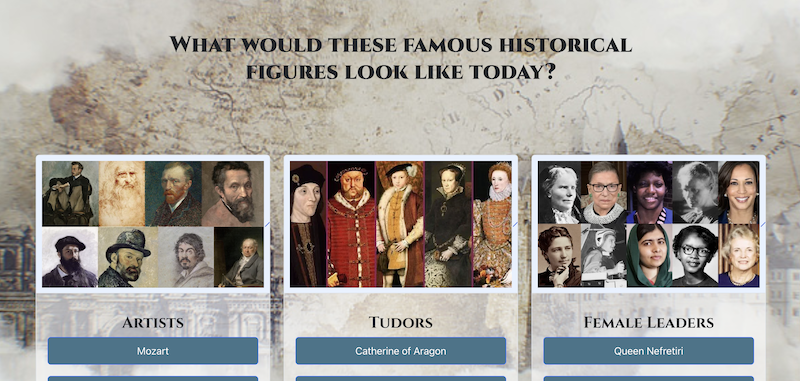 WHAT WOULD THESE FAMOUS HISTORICAL
FIGURES LOOK LIKE TODAY?
ARTISTS
TUDORS
FEMALE LEADERS
Mozart
Catherine of Aragon
Queen Nefretiri